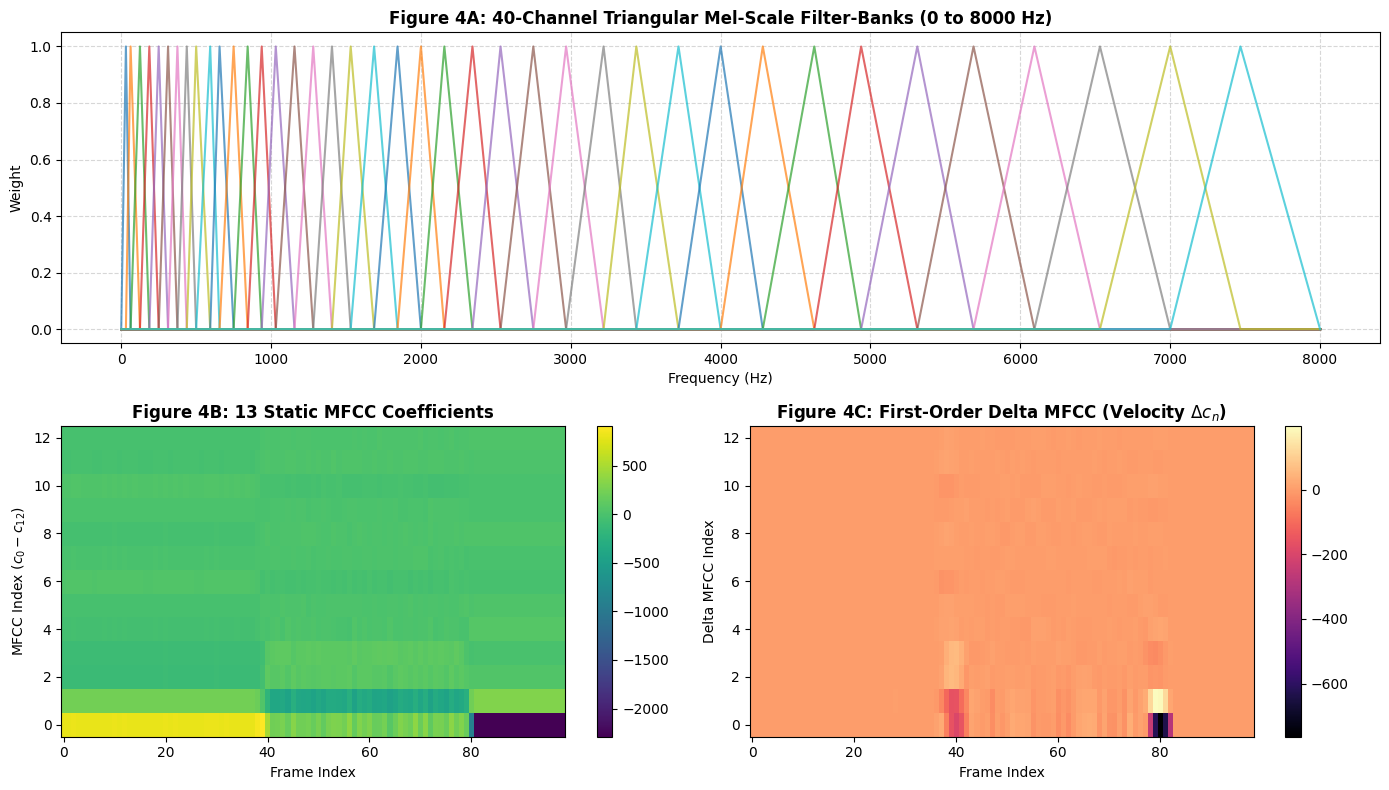 Figure 4A: 40-Channel Triangular Mel-Scale Filter-Banks (0 to 8000 Hz)
1.0
0.8
0.6
0.4
0.2
0.0
Weight
0 1000 2000 3000 4000 5000 6000 7000 8000
Frequency (Hz)
Figure 4B: 13 Static MFCC Coefficients
12
10
8
6
4
2
0
MFCC Index (c₀ − c₁₂)
0 20 40 60 80
Frame Index
500
0
−500
−1000
−1500
−2000
Figure 4C: First-Order Delta MFCC (Velocity Δcₙ)
12
10
8
6
4
2
0
Delta MFCC Index
0 20 40 60 80
Frame Index
0
−200
−400
−600